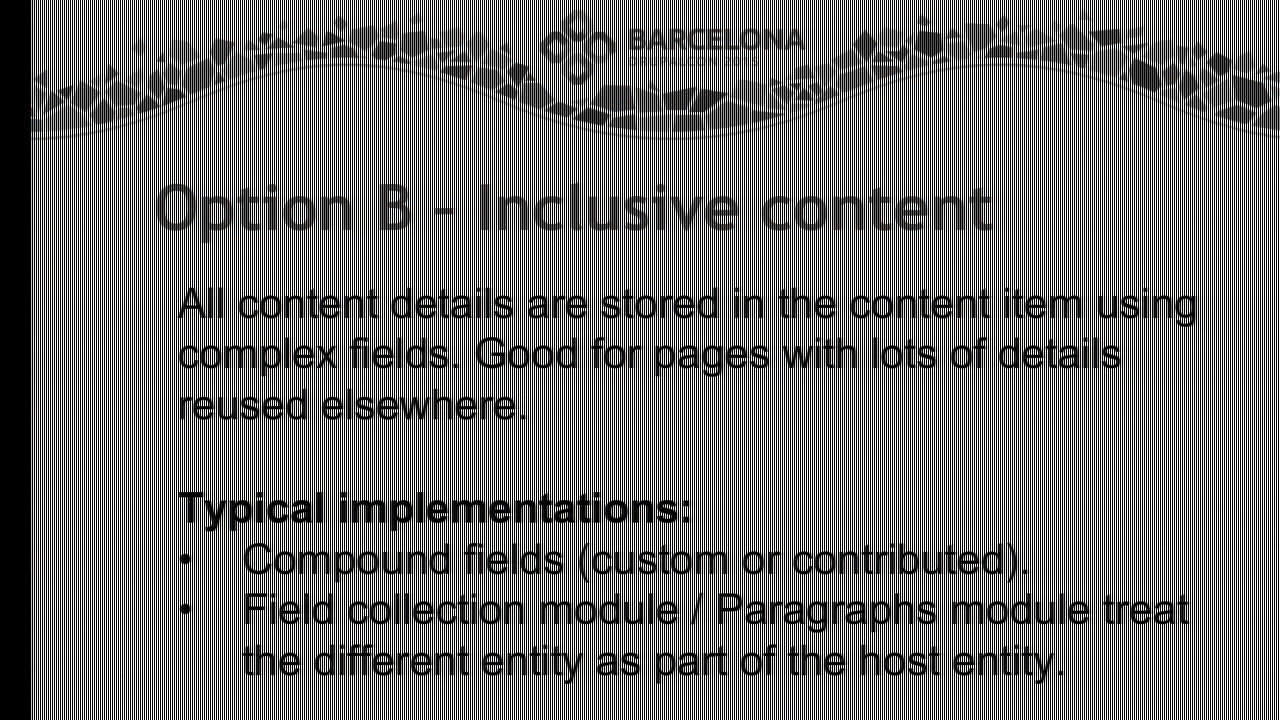 BARCELONA
Option B - Inclusive content
All content details are stored in the content item using
complex fields. Good for pages with lots of details
reused elsewhere.
Typical implementations:
• Compound fields (custom or contributed).
• Field collection module / Paragraphs module treat
the different entity as part of the host entity.